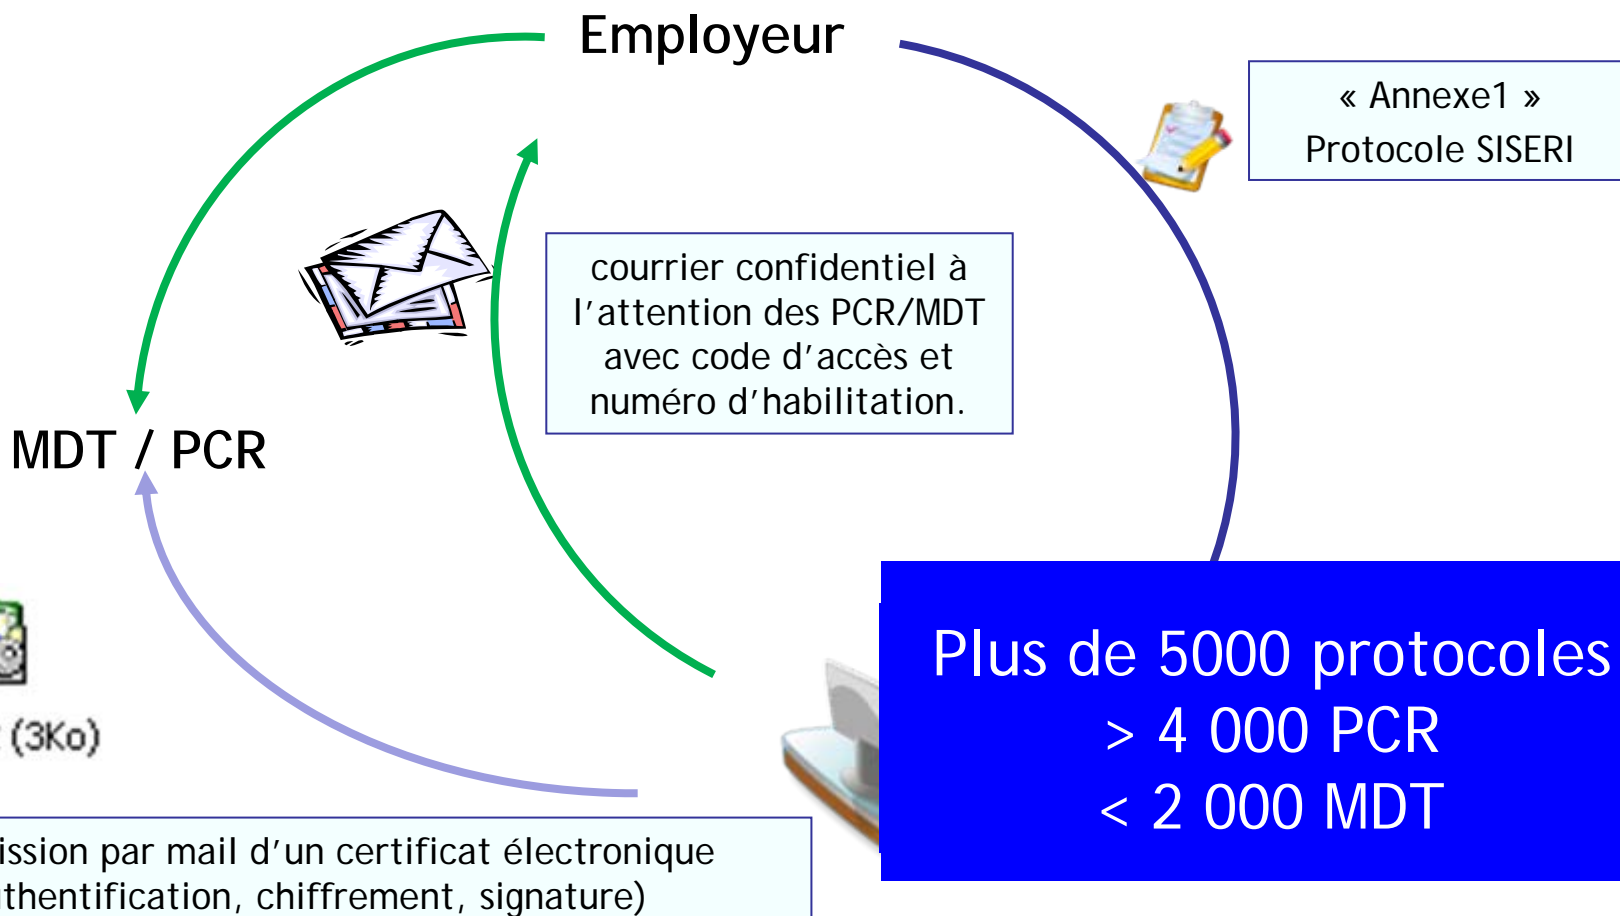 Employeur
« Annexe1 »
Protocole SISERI
courrier confidentiel à
l’attention des PCR/MDT
avec code d’accès et
numéro d’habilitation.
MDT / PCR
(3Ko)
Plus de 5000 protocoles
> 4 000 PCR
< 2 000 MDT
ission par mail d’un certificat électronique
thentification, chiffrement, signature)